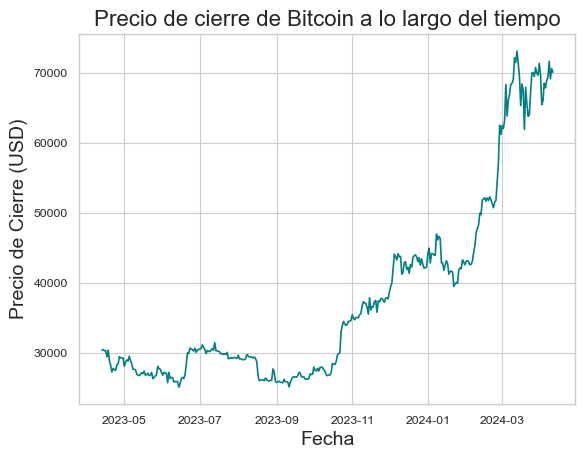 Precio de cierre de Bitcoin a lo largo del tiempo
70000
60000
50000
40000
30000
Precio de Cierre (USD)
2023-05 2023-07 2023-09 2023-11 2024-01 2024-03
Fecha